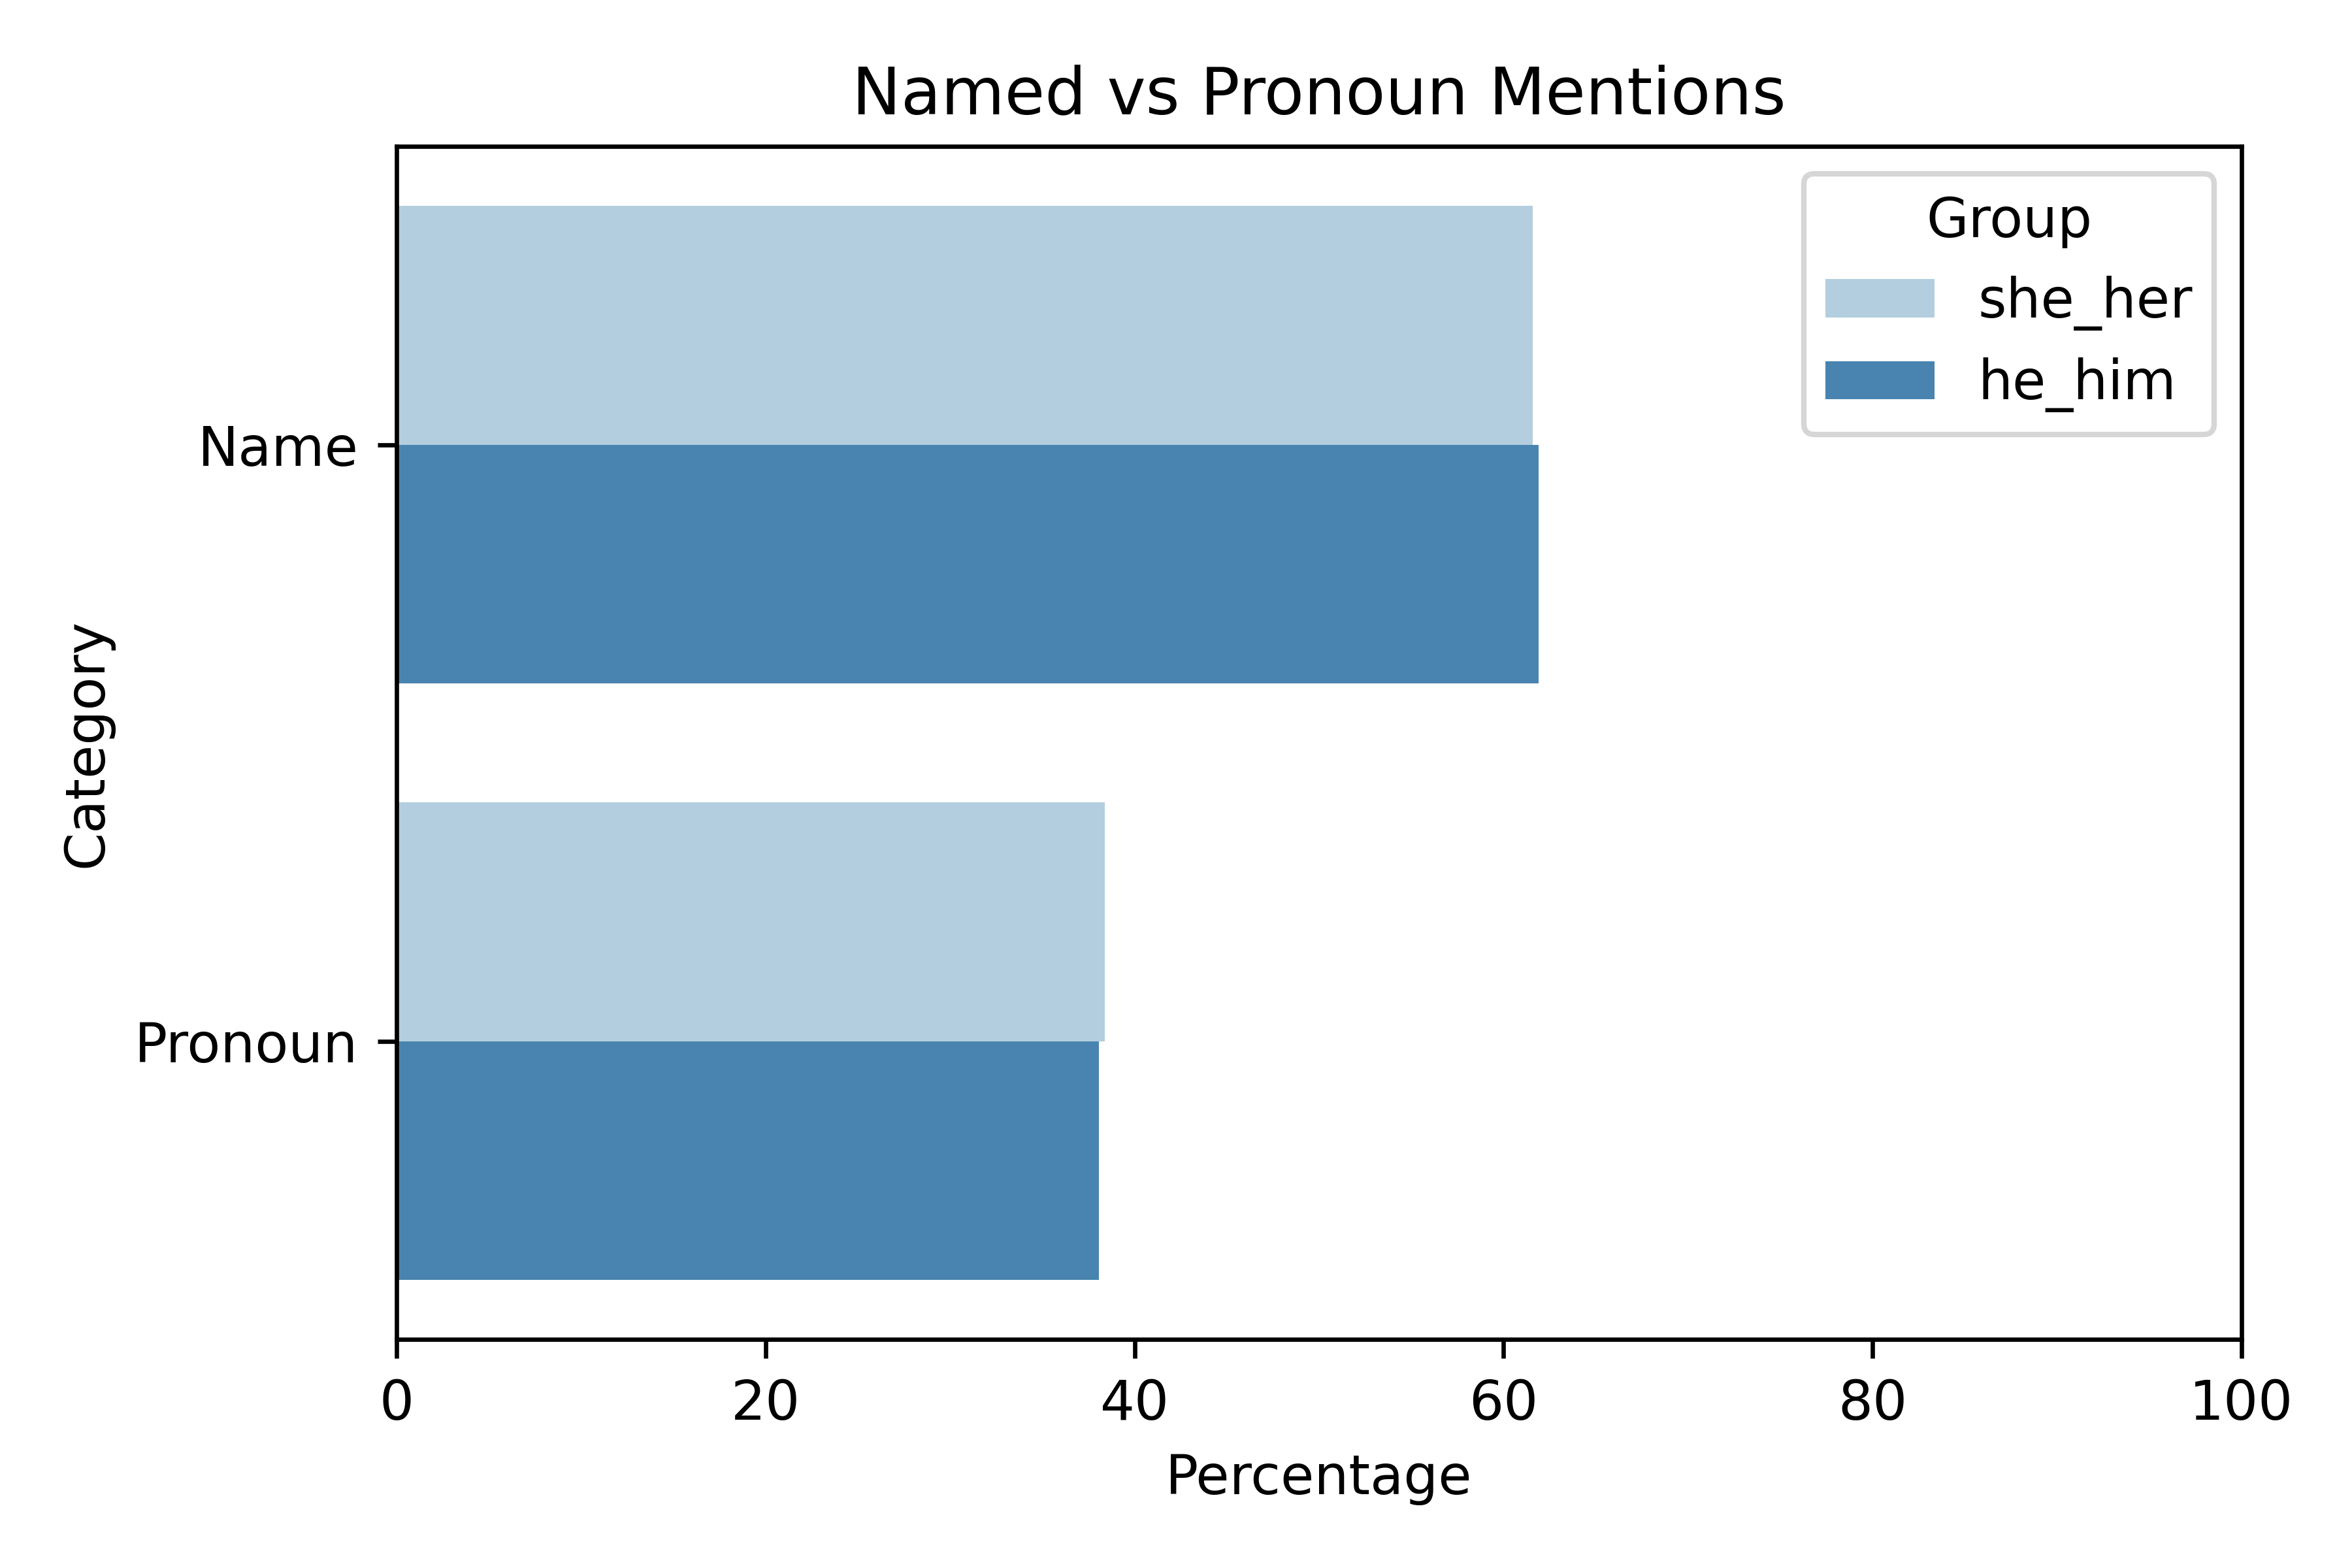 Named vs Pronoun Mentions
Group
she_her
he_him
Name
Pronoun
Category
0 20 40 60 80 100
Percentage